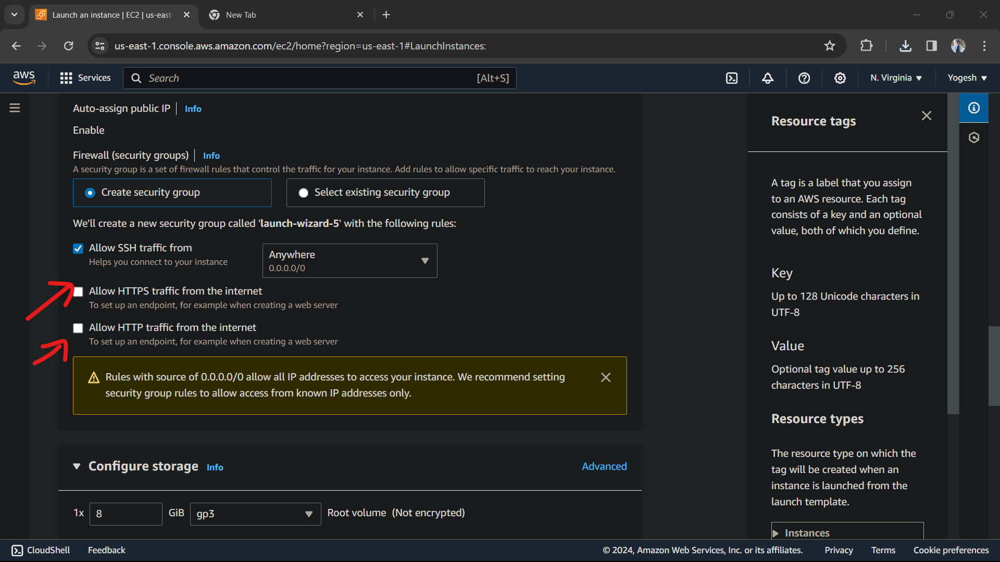 Launch an instance | EC2 | us-east-
New Tab
us-east-1.console.aws.amazon.com/ec2/home?region=us-east-1#LaunchInstances:
aws
Services
Search
[Alt+S]
N. Virginia
Yogesh
Auto-assign public IP
Info
Enable
Firewall (security groups)
Info
A security group is a set of firewall rules that control the traffic for your instance. Add rules to allow specific traffic to reach your instance.
Create security group
Select existing security group
We'll create a new security group called 'launch-wizard-5' with the following rules:
Allow SSH traffic from
Helps you connect to your instance
Anywhere
0.0.0.0/0
Allow HTTPS traffic from the internet
To set up an endpoint, for example when creating a web server
Allow HTTP traffic from the internet
To set up an endpoint, for example when creating a web server
Rules with source of 0.0.0.0/0 allow all IP addresses to access your instance. We recommend setting
security group rules to allow access from known IP addresses only.
Configure storage
Info
Advanced
1x
8
GiB
gp3
Root volume (Not encrypted)
Resource tags
A tag is a label that you assign
to an AWS resource. Each tag
consists of a key and an optional
value, both of which you define.
Key
Up to 128 Unicode characters in
UTF-8
Value
Optional tag value up to 256
characters in UTF-8
Resource types
The resource type on which the
tag will be created when an
instance is launched from the
launch template.
Instances
CloudShell
Feedback
© 2024, Amazon Web Services, Inc. or its affiliates.
Privacy
Terms
Cookie preferences